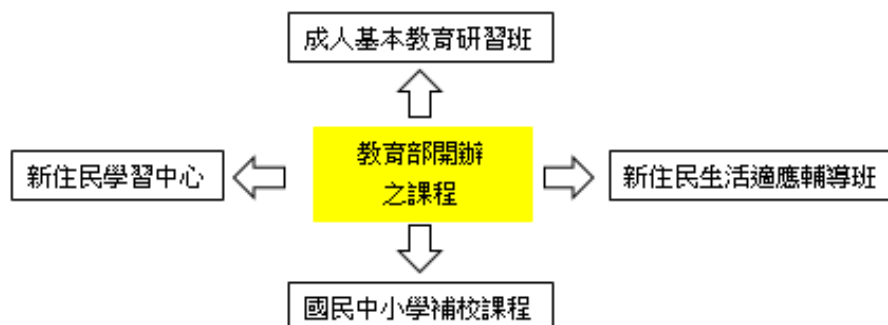 成人基本教育研習班
教育部開辦
之課程
新住民學習中心
新住民生活適應輔導班
國民中小學補校課程